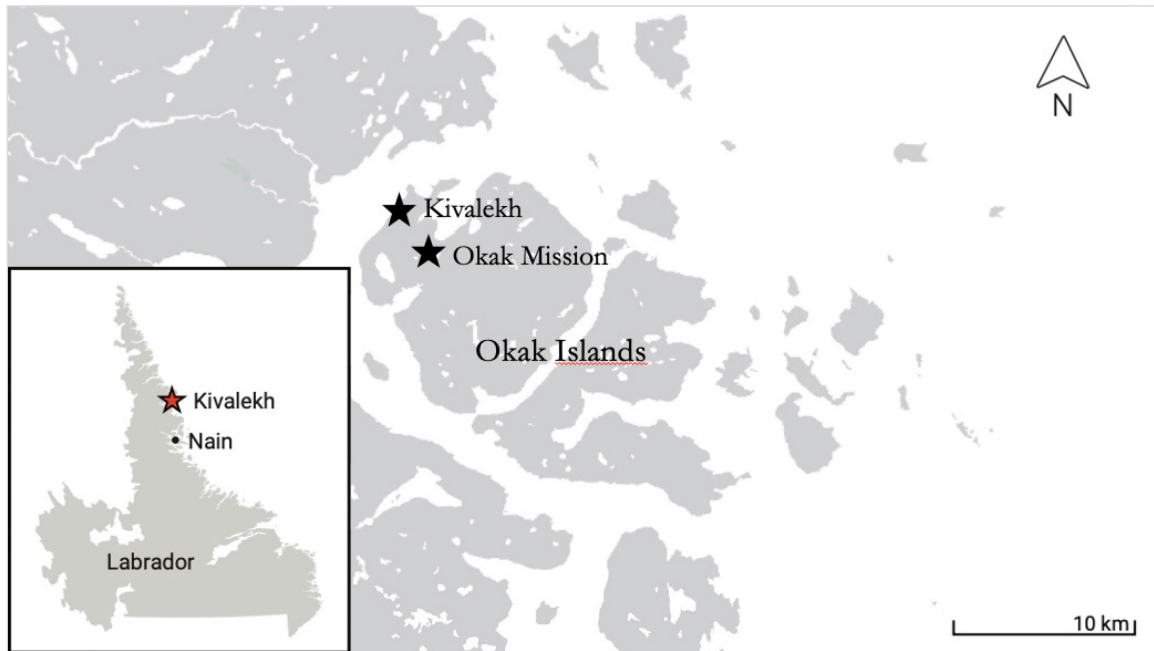 N
Kivalekh
Okak Mission
Okak Islands
Kivalekh
Nain
Labrador
10 km